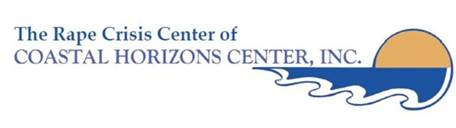 The Rape Crisis Center of
COASTAL HORIZONS CENTER, INC.